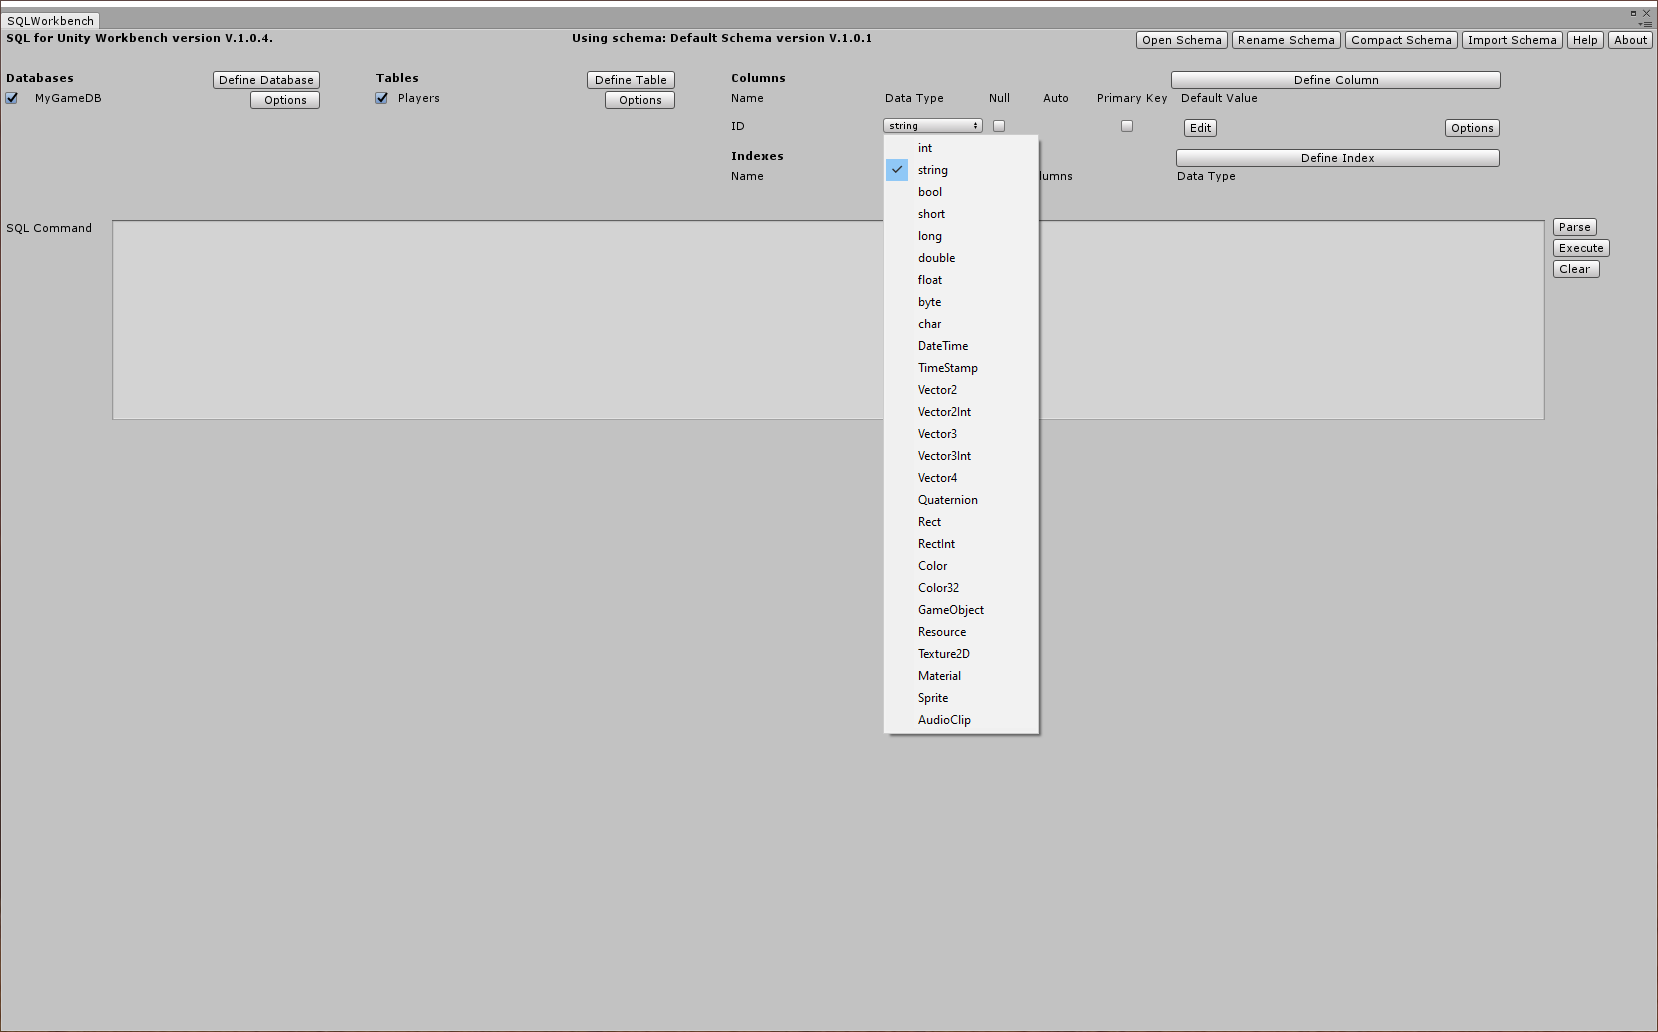 SQLWorkbench
SQL for Unity Workbench version V.1.0.4.
Using schema: Default Schema version V.1.0.1
Open Schema
Rename Schema
Compact Schema
Import Schema
Help
About
Databases
Define Database
Tables
Define Table
Columns
Define Column
MyGameDB
Options
Players
Options
Name
Data Type
Null
Auto
Primary Key
Default Value
ID
string
Edit
Options
Indexes
Define Index
Name
lumns
Data Type
int
string
bool
short
long
double
float
byte
char
DateTime
TimeStamp
Vector2
Vector2Int
Vector3
Vector3Int
Vector4
Quaternion
Rect
RectInt
Color
Color32
GameObject
Resource
Texture2D
Material
Sprite
AudioClip
SQL Command
Parse
Execute
Clear